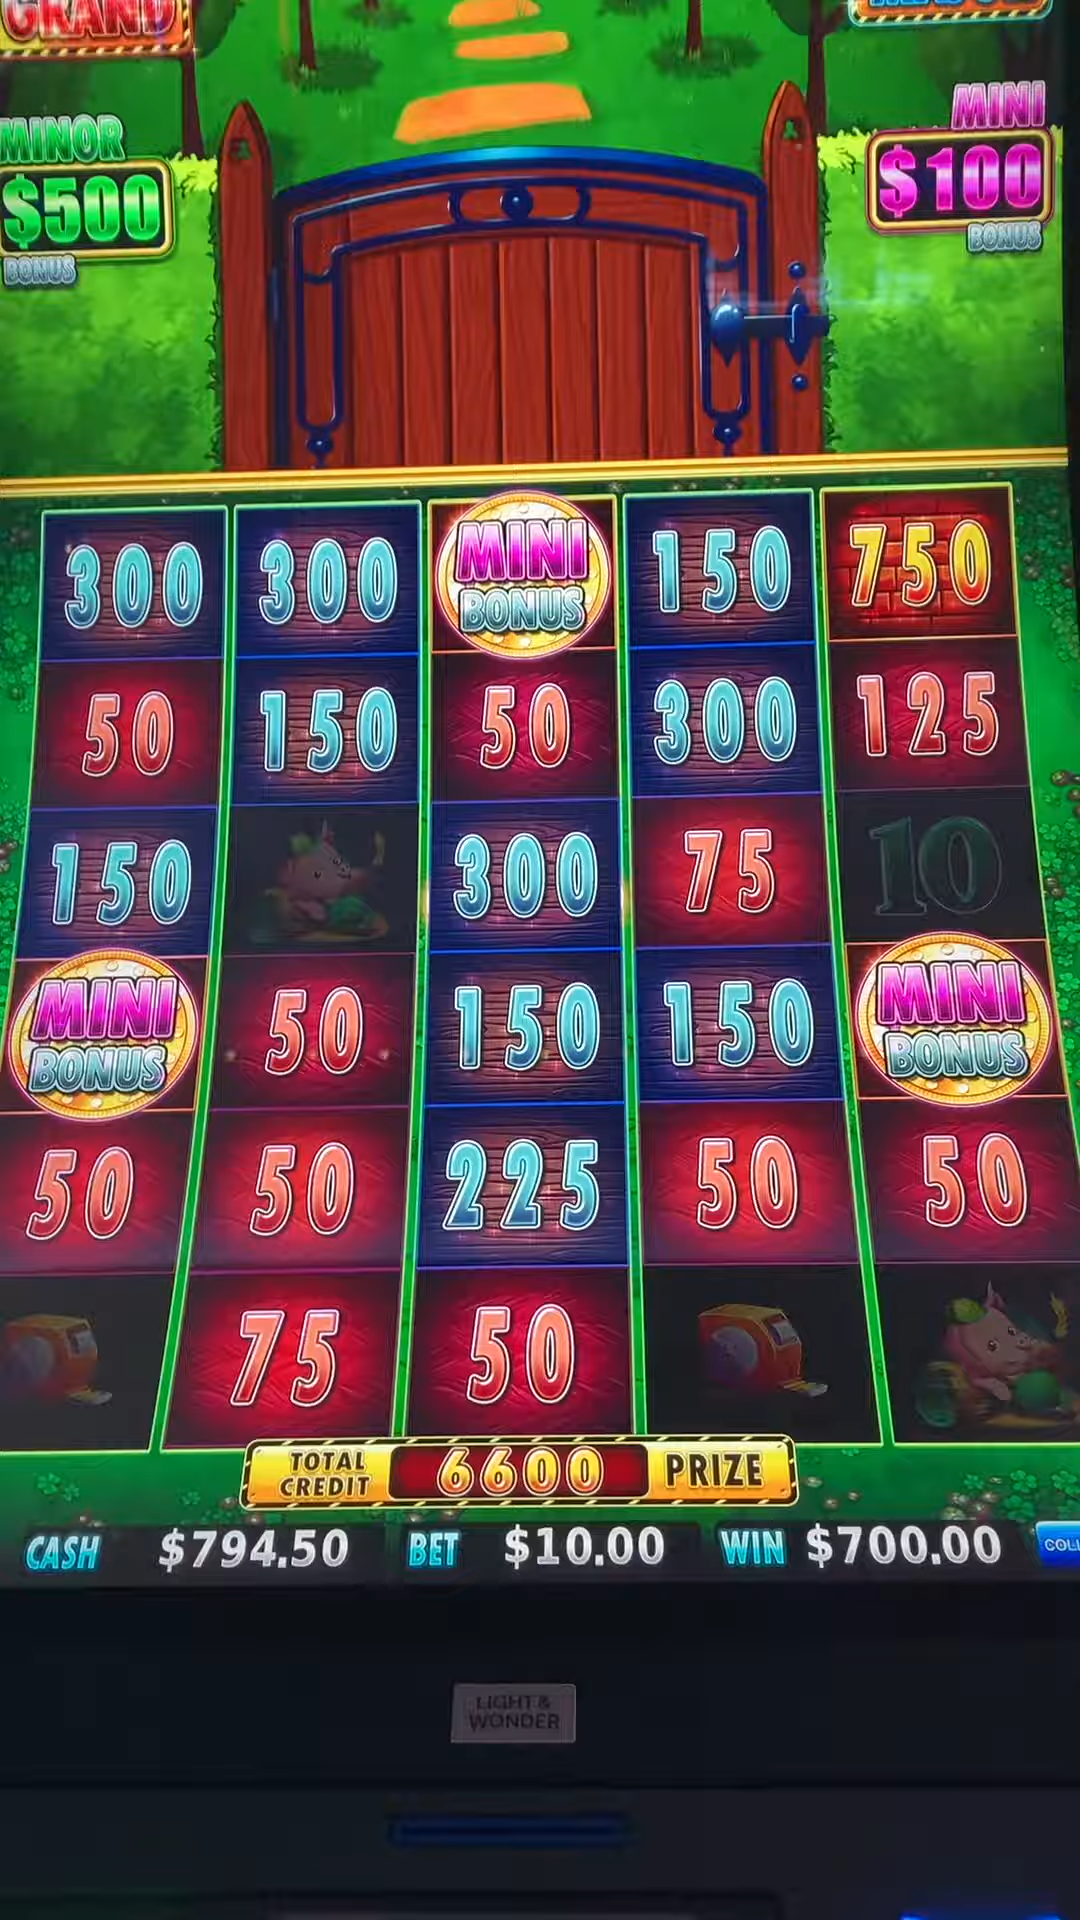 GRAND
MINOR
$500
BONUS
MINI
$100
BONUS
300 300 MINI BONUS 150 750
50 150 50 300 125
150 300 75 10
MINI BONUS 50 150 150 MINI BONUS
50 50 225 50 50
75 50
TOTAL CREDIT 6600 PRIZE
CASH $794.50 BET $10.00 WIN $700.00
LIGHT &
WONDER